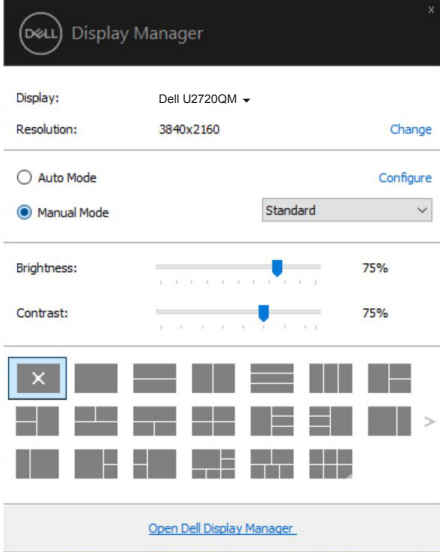 x
DELL Display Manager
Display: Dell U2720QM
Resolution: 3840x2160 Change
Auto Mode Configure
Manual Mode Standard
Brightness: 75%
Contrast: 75%
Open Dell Display Manager